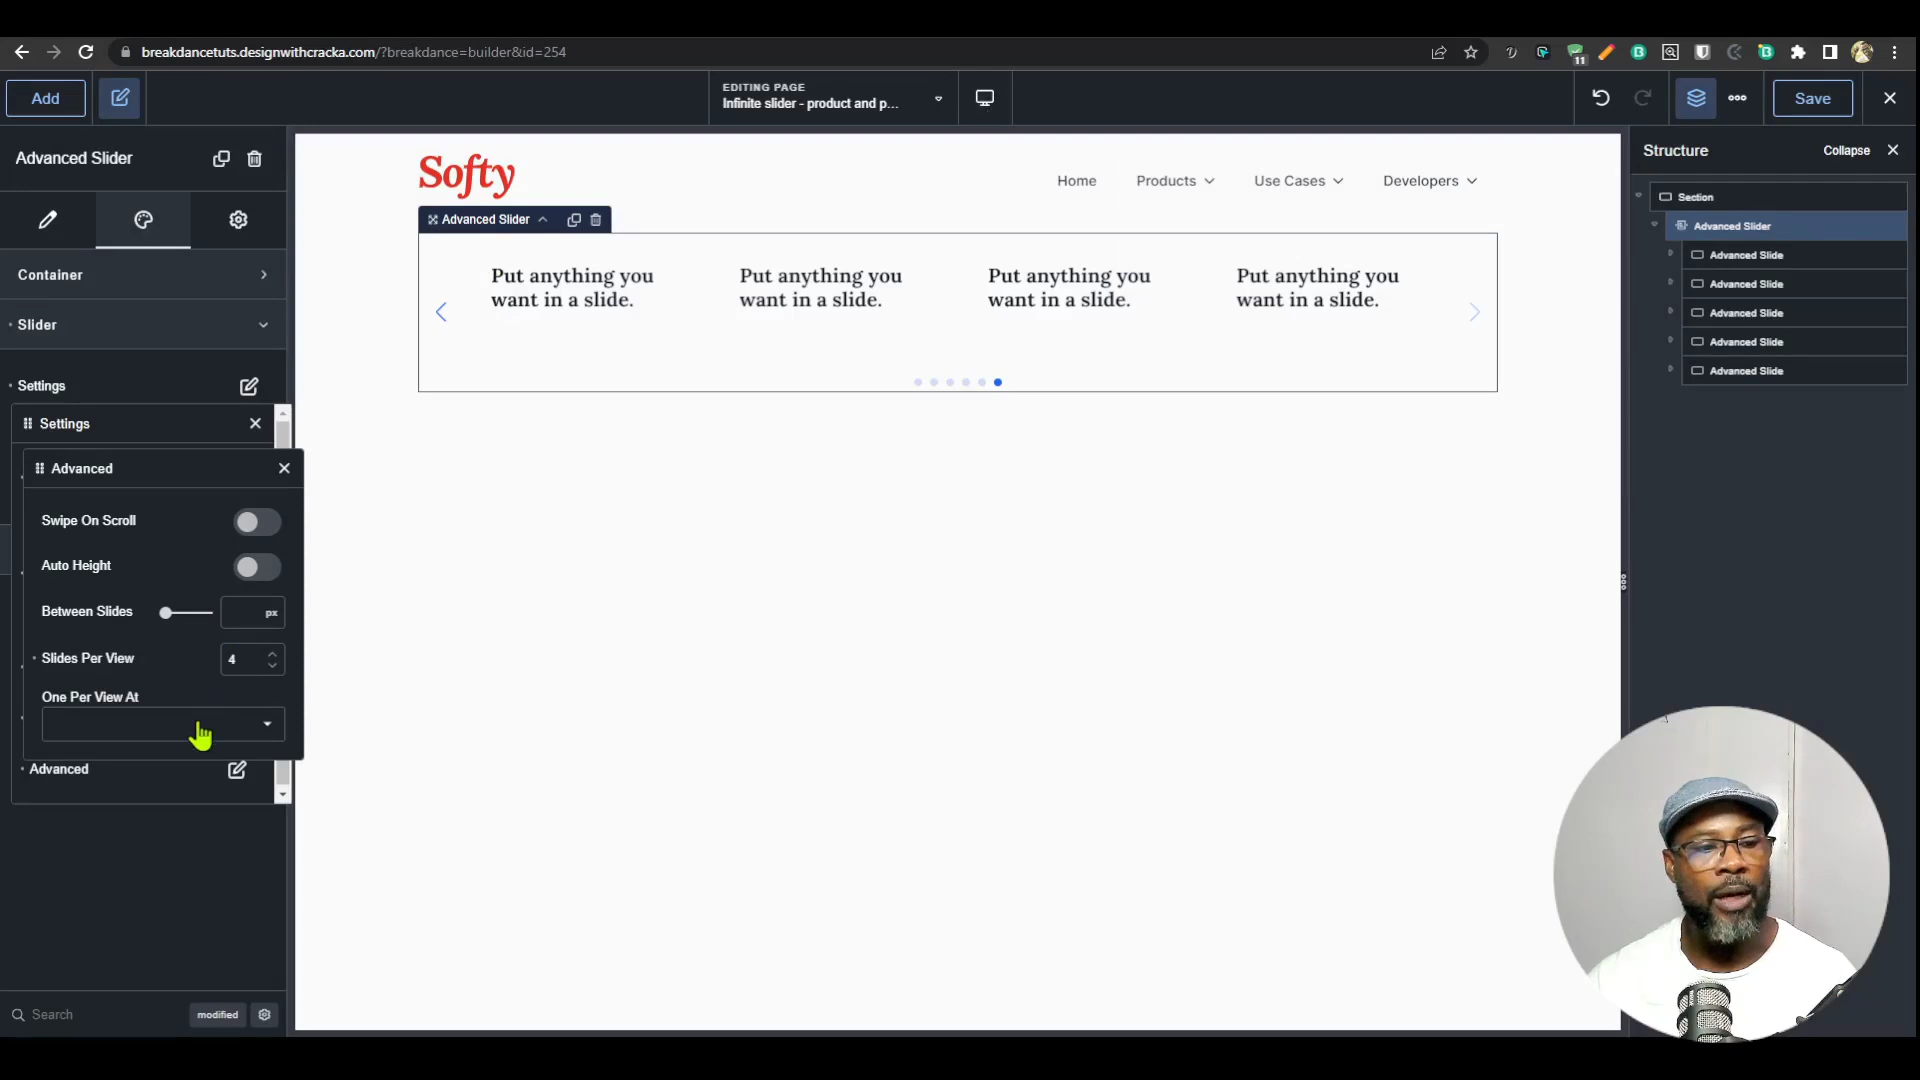 breakdancetuts.designwithcracka.com/?breakdance=builder&id=254
11
Add
EDITING PAGE
Infinite slider - product and p...
Save
Advanced Slider
Container
Slider
Settings
Settings
Advanced
Swipe On Scroll
Auto Height
Between Slides
px
Slides Per View
4
One Per View At
Advanced
Search
modified
Softy
Home
Products
Use Cases
Developers
Advanced Slider
Put anything you
want in a slide.
Put anything you
want in a slide.
Put anything you
want in a slide.
Put anything you
want in a slide.
Structure
Collapse
Section
Advanced Slider
Advanced Slide
Advanced Slide
Advanced Slide
Advanced Slide
Advanced Slide